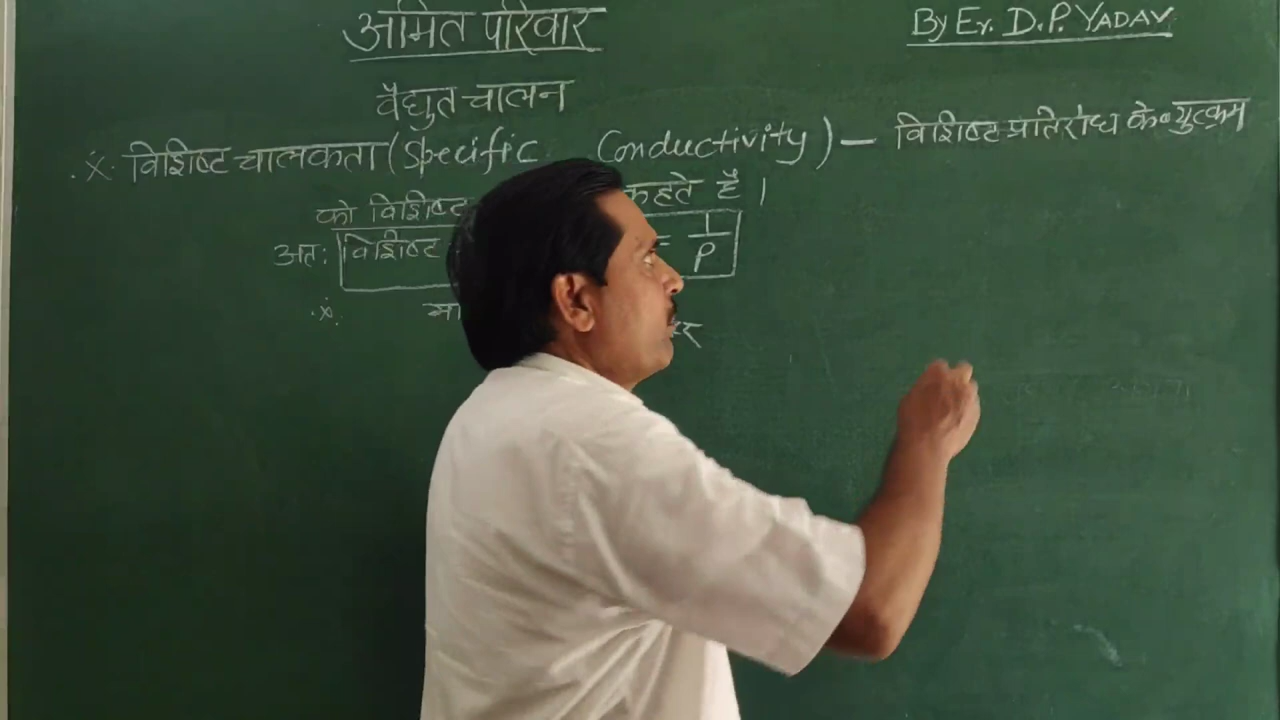 अमित परिवार
By Er. D.P. YADAV
वैद्युत चालन
विशिष्ट चालकता (Specific Conductivity) — विशिष्ट प्रतिरोध के व्युत्क्रम
को विशिष्ट कहते हैं ।
अतः विशिष्ट = 1/ρ